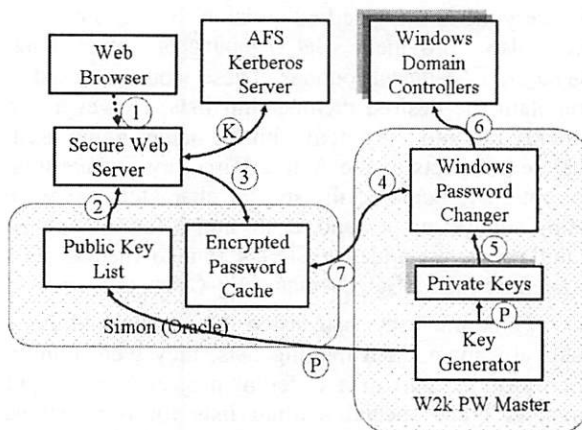 Web
Browser
AFS
Kerberos
Server
Windows
Domain
Controllers
1
K
6
Secure Web
Server
3
4
Windows
Password
Changer
2
Public Key
List
Encrypted
Password
Cache
7
5
Private Keys
Simon (Oracle)
P
P
Key
Generator
W2k PW Master